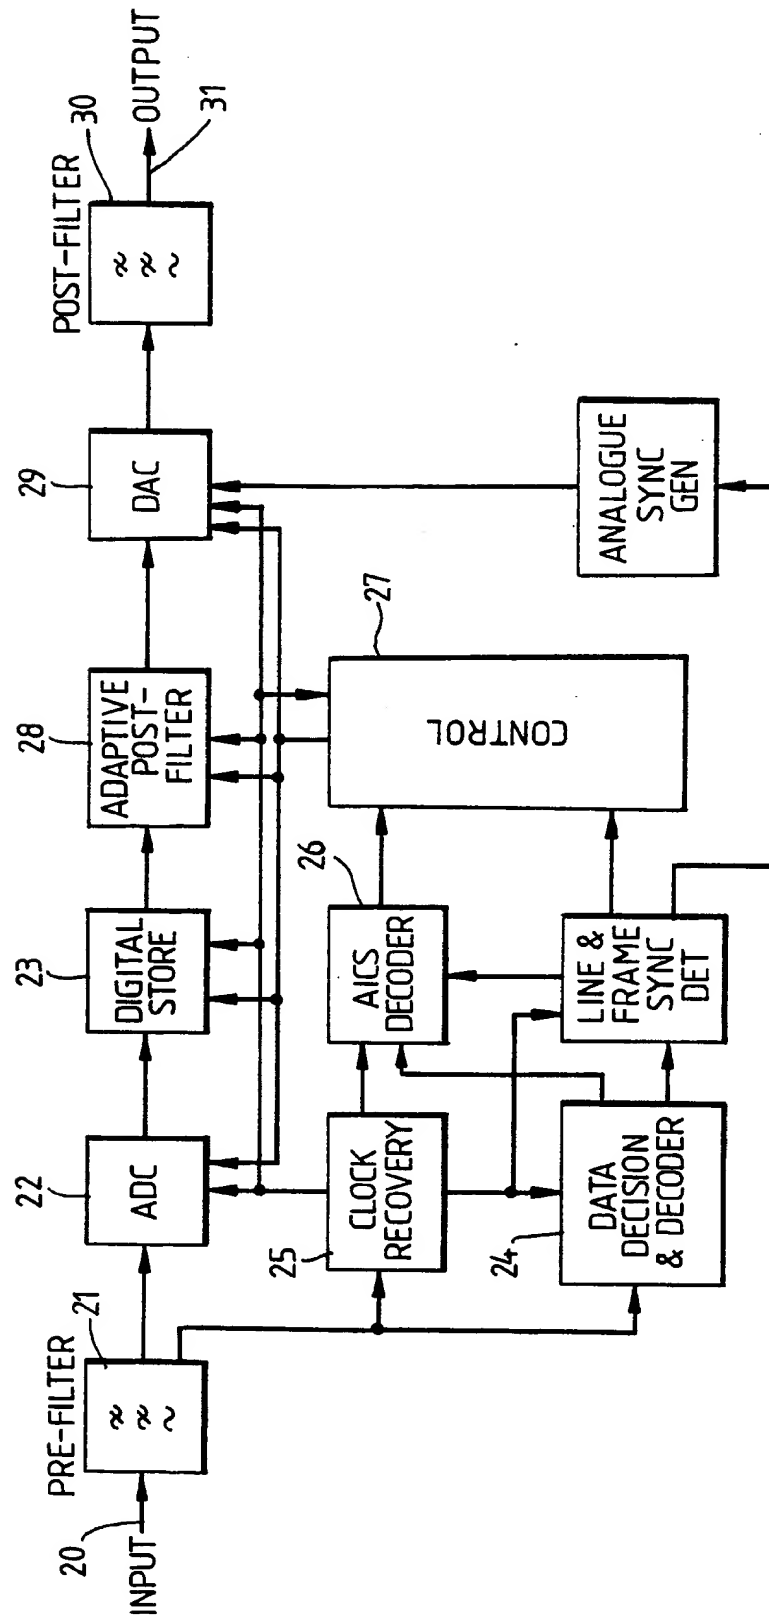 INPUT
20
PRE-FILTER
21
22
ADC
23
DIGITAL
STORE
28
ADAPTIVE
POST-
FILTER
29
DAC
POST-FILTER
30
OUTPUT
31
25
CLOCK
RECOVERY
26
AICS
DECODER
27
CONTROL
24
DATA
DECISION
& DECODER
LINE &
FRAME
SYNC
DET
ANALOGUE
SYNC
GEN